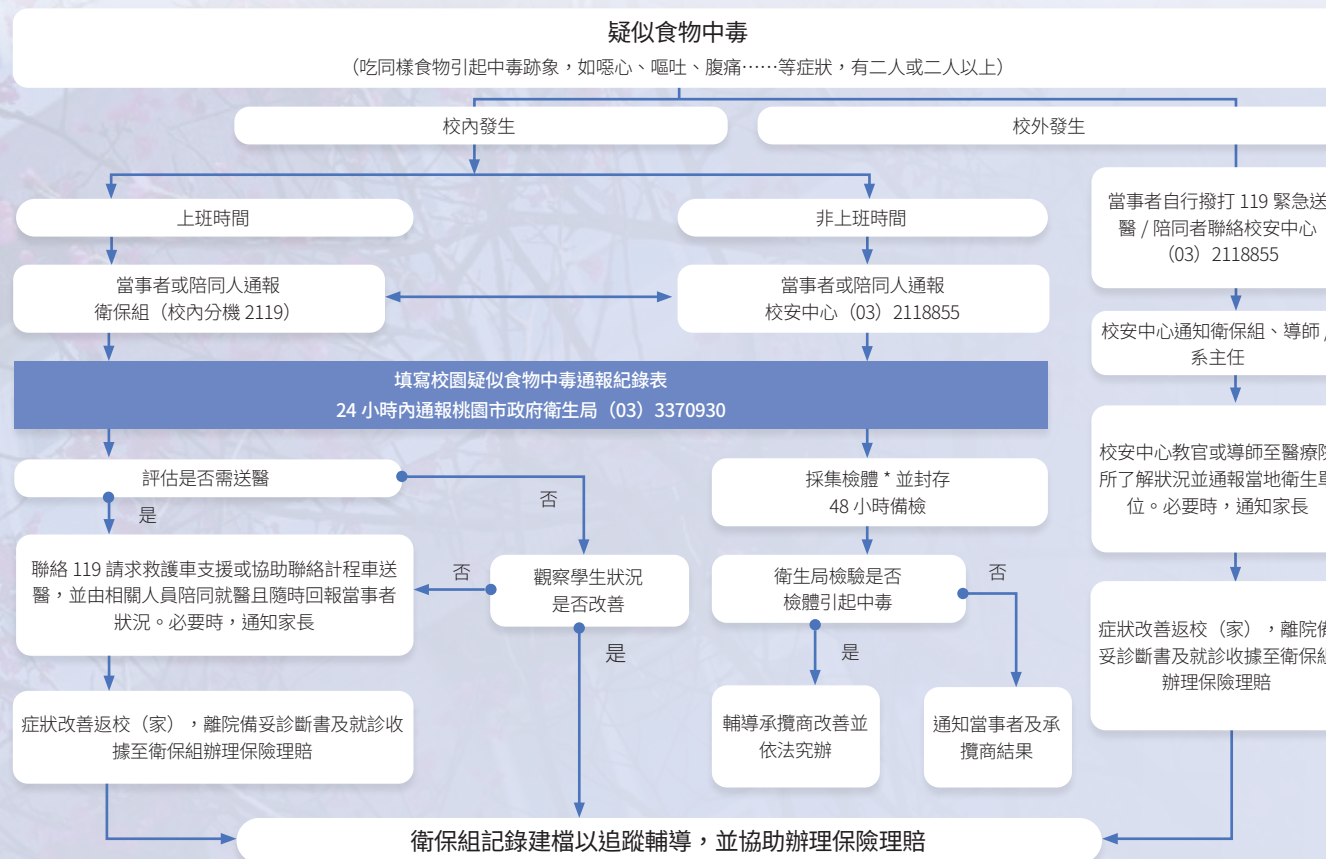 疑似食物中毒
（吃同樣食物引起中毒跡象，如噁心、嘔吐、腹痛⋯⋯等症狀，有二人或二人以上）
校內發生
校外發生
上班時間
非上班時間
當事者自行撥打 119 緊急送
醫 / 陪同者聯絡校安中心
（03）2118855
當事者或陪同人通報
衛保組（校內分機 2119）
當事者或陪同人通報
校安中心（03）2118855
校安中心通知衛保組、導師 /
系主任
填寫校園疑似食物中毒通報紀錄表
24 小時內通報桃園市政府衛生局（03）3370930
評估是否需送醫
否
是
採集檢體 * 並封存
48 小時備檢
校安中心教官或導師至醫療院
所了解狀況並通報當地衛生單
位。必要時，通知家長
聯絡 119 請求救護車支援或協助聯絡計程車送
醫，並由相關人員陪同就醫且隨時回報當事者
狀況。必要時，通知家長
否
觀察學生狀況
是否改善
是
衛生局檢驗是否
檢體引起中毒
否
是
症狀改善返校（家），離院備
妥診斷書及就診收據至衛保組
辦理保險理賠
症狀改善返校（家），離院備妥診斷書及就診收
據至衛保組辦理保險理賠
輔導承攬商改善並
依法究辦
通知當事者及承
攬商結果
衛保組記錄建檔以追蹤輔導，並協助辦理保險理賠